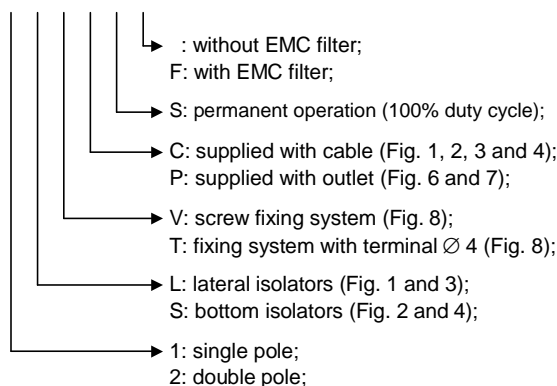 : without EMC filter;
F: with EMC filter;
S: permanent operation (100% duty cycle);
C: supplied with cable (Fig. 1, 2, 3 and 4);
P: supplied with outlet (Fig. 6 and 7);
V: screw fixing system (Fig. 8);
T: fixing system with terminal ∅ 4 (Fig. 8);
L: lateral isolators (Fig. 1 and 3);
S: bottom isolators (Fig. 2 and 4);
1: single pole;
2: double pole;